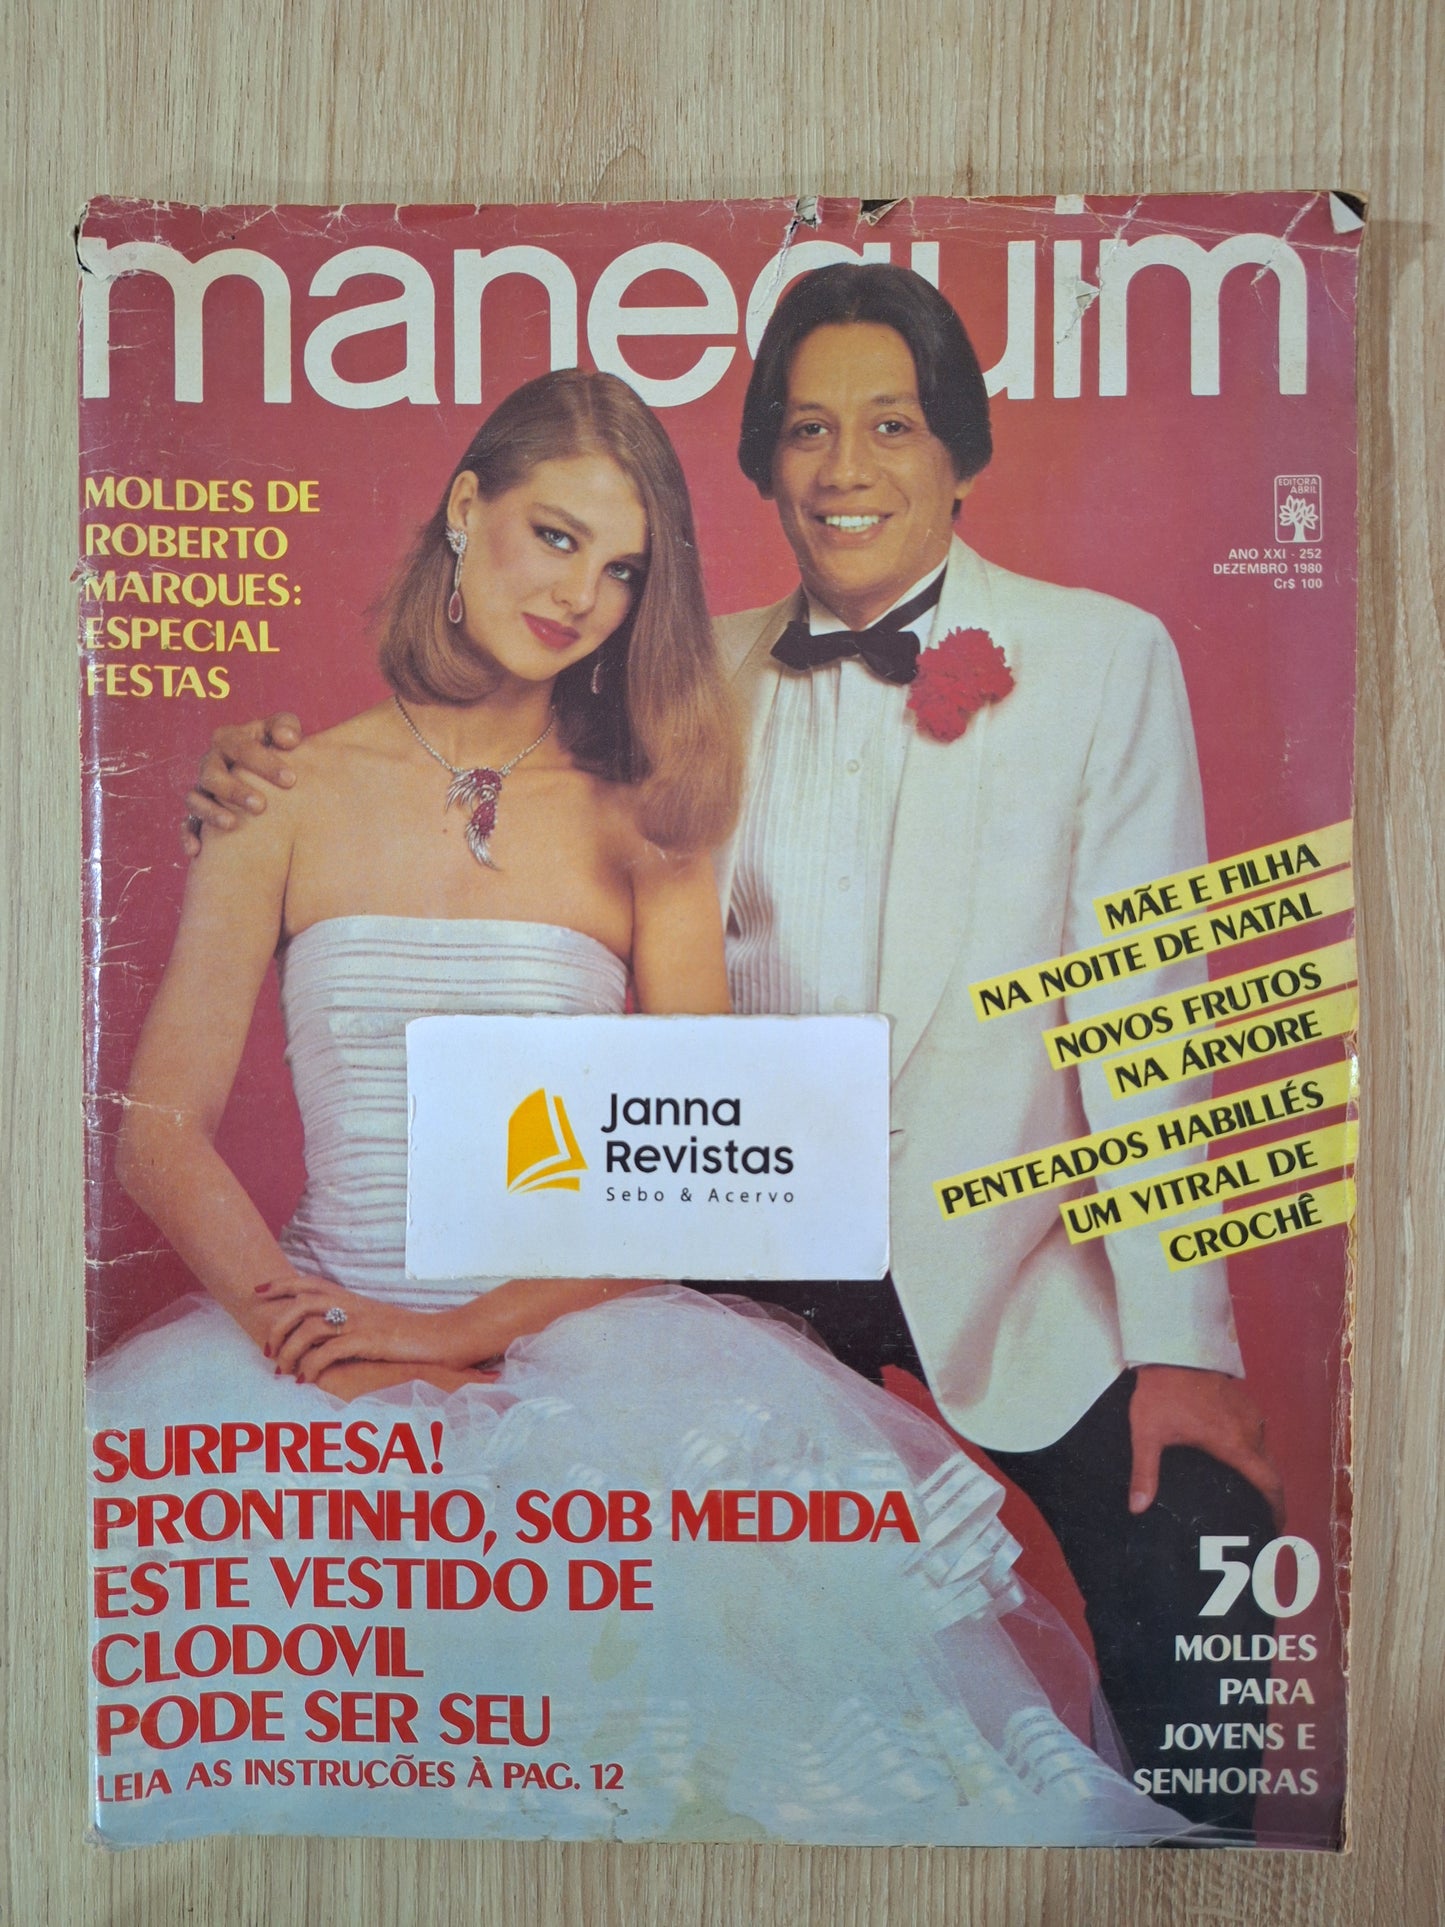 manequim
MOLDES DE
ROBERTO
MARQUES:
ESPECIAL
FESTAS
EDITORA
ABRIL
ANO XXI - 252
DEZEMBRO 1980
Cr$ 100
MÃE E FILHA
NA NOITE DE NATAL
NOVOS FRUTOS
NA ÁRVORE
PENTEADOS HABILLÉS
UM VITRAL DE
CROCHÊ
Janna
Revistas
Sebo & Acervo
SURPRESA!
PRONTINHO, SOB MEDIDA
ESTE VESTIDO DE
CLODOVIL
PODE SER SEU
LEIA AS INSTRUÇÕES À PAG. 12
50
MOLDES
PARA
JOVENS E
SENHORAS